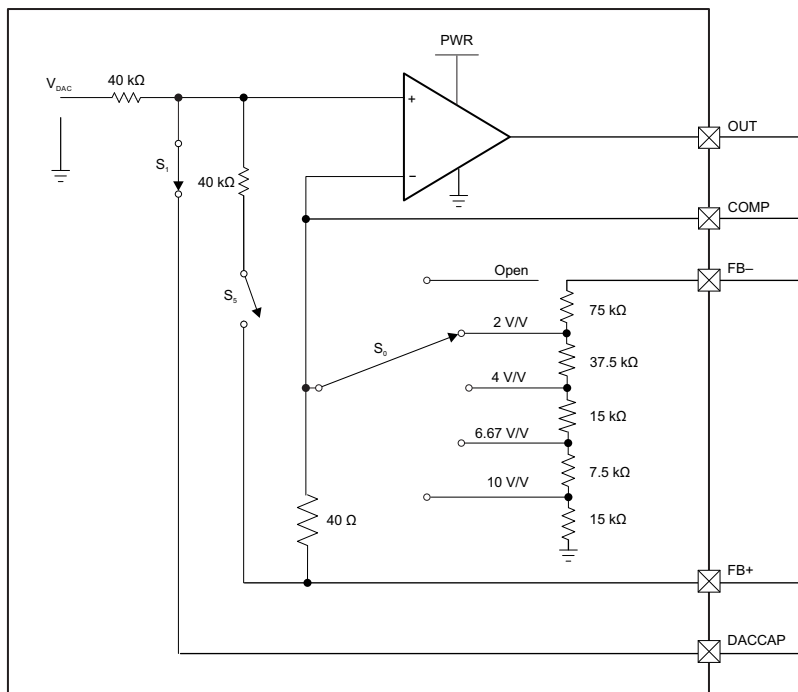 PWR
V_DAC
40 kΩ
+
OUT
S₁
40 kΩ
–
COMP
Open
FB–
75 kΩ
S₅
2 V/V
S₀
37.5 kΩ
4 V/V
15 kΩ
6.67 V/V
7.5 kΩ
10 V/V
40 Ω
15 kΩ
FB+
DACCAP